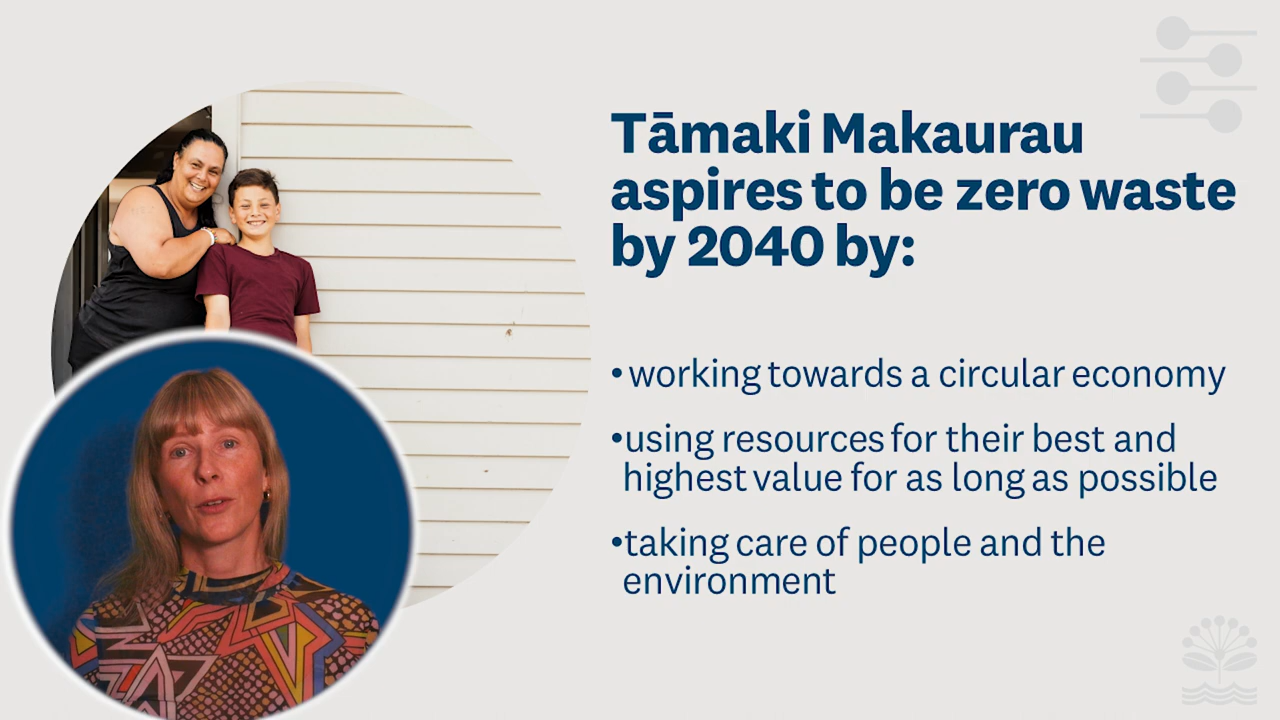 Tāmaki Makaurau
aspires to be zero waste
by 2040 by:
•working towards a circular economy
•using resources for their best and
highest value for as long as possible
•taking care of people and the
environment